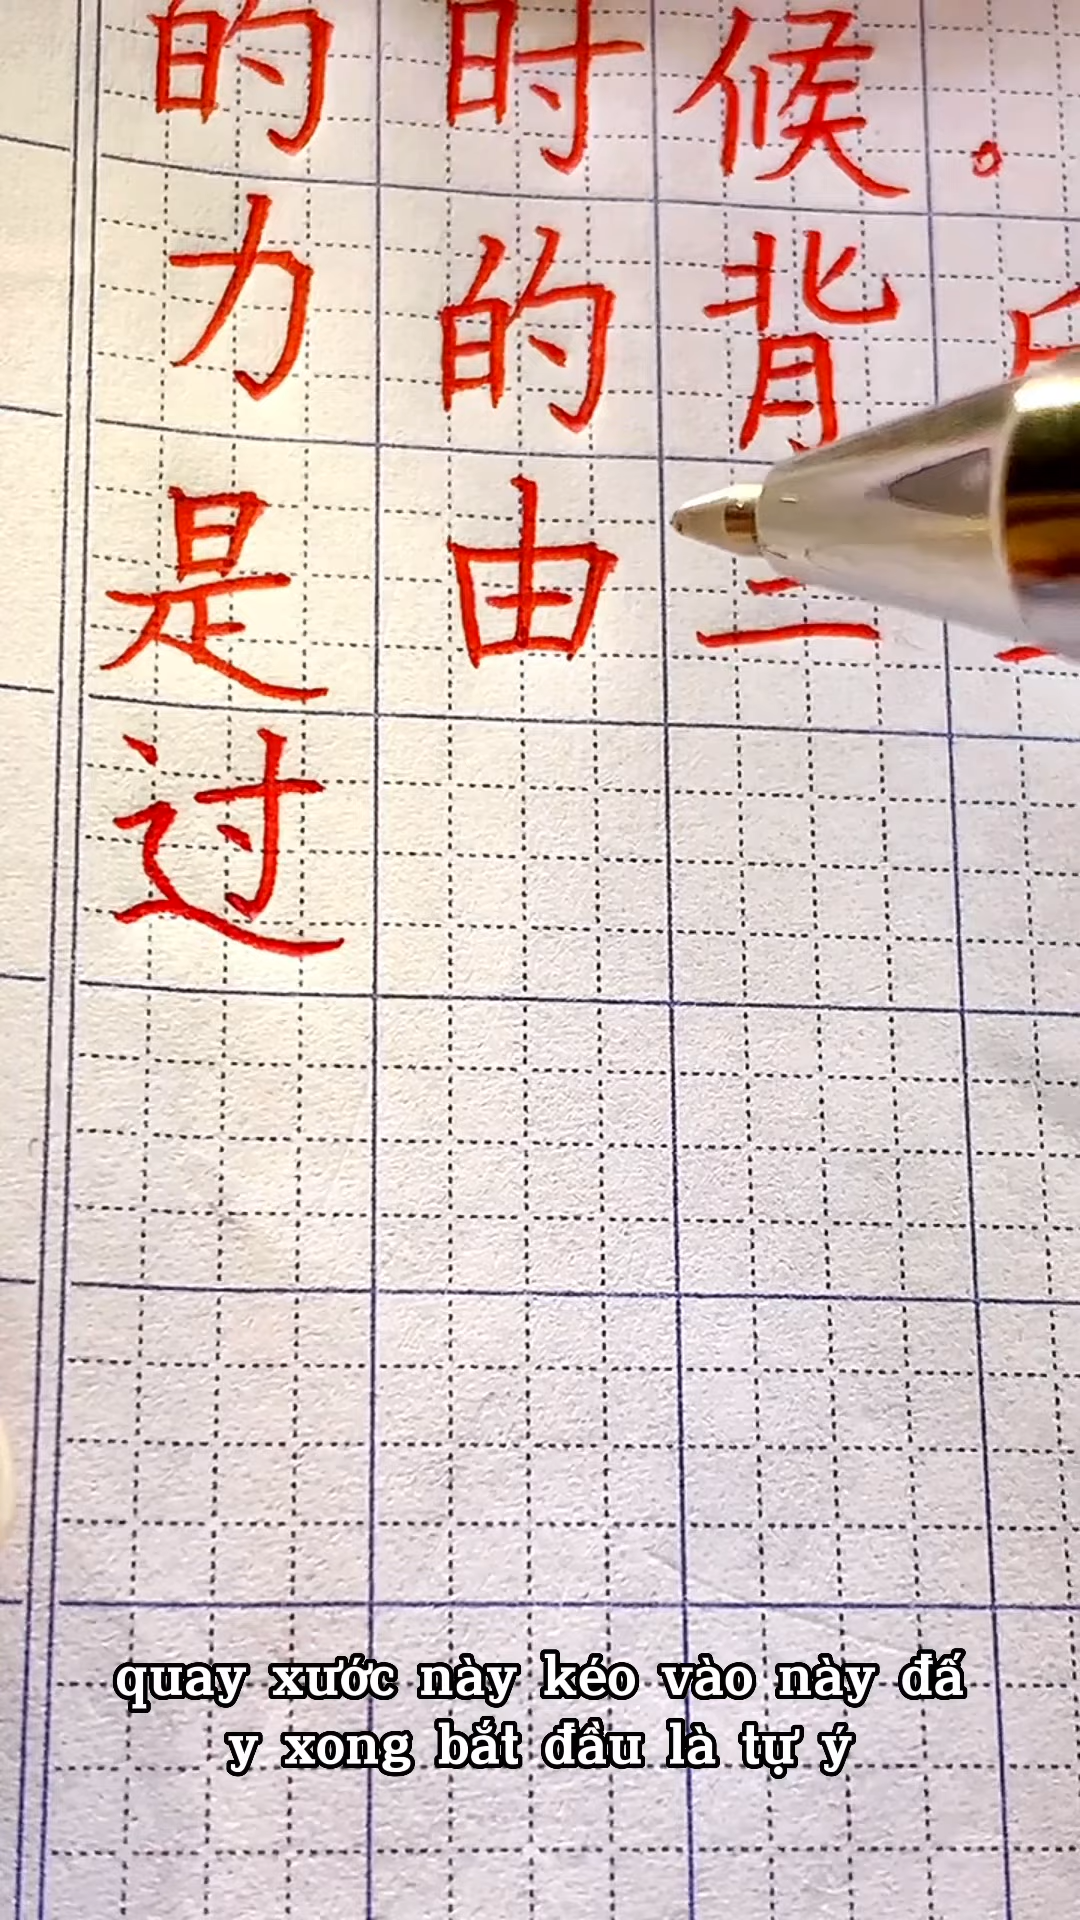 的时候。
力的背
是由
过
quay xước này kéo vào này đấ
y xong bắt đầu là tự ý